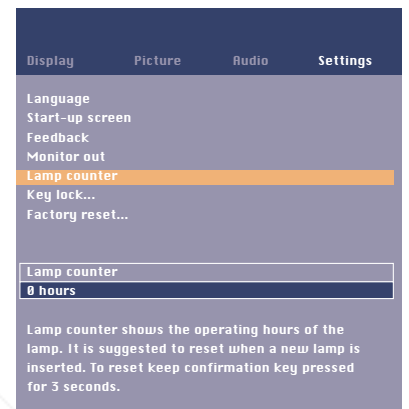 Display Picture Audio Settings
Language
Start-up screen
Feedback
Monitor out
Lamp counter
Key lock...
Factory reset...
Lamp counter
0 hours
Lamp counter shows the operating hours of the
lamp. It is suggested to reset when a new lamp is
inserted. To reset keep confirmation key pressed
for 3 seconds.